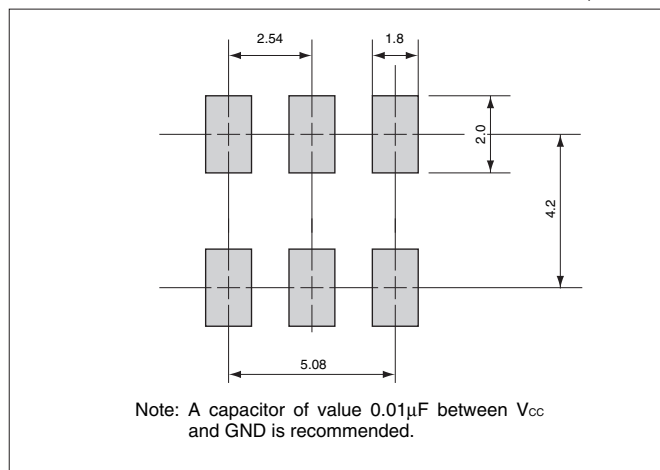 2.54
1.8
2.0
4.2
5.08
Note: A capacitor of value 0.01μF between Vcc
and GND is recommended.